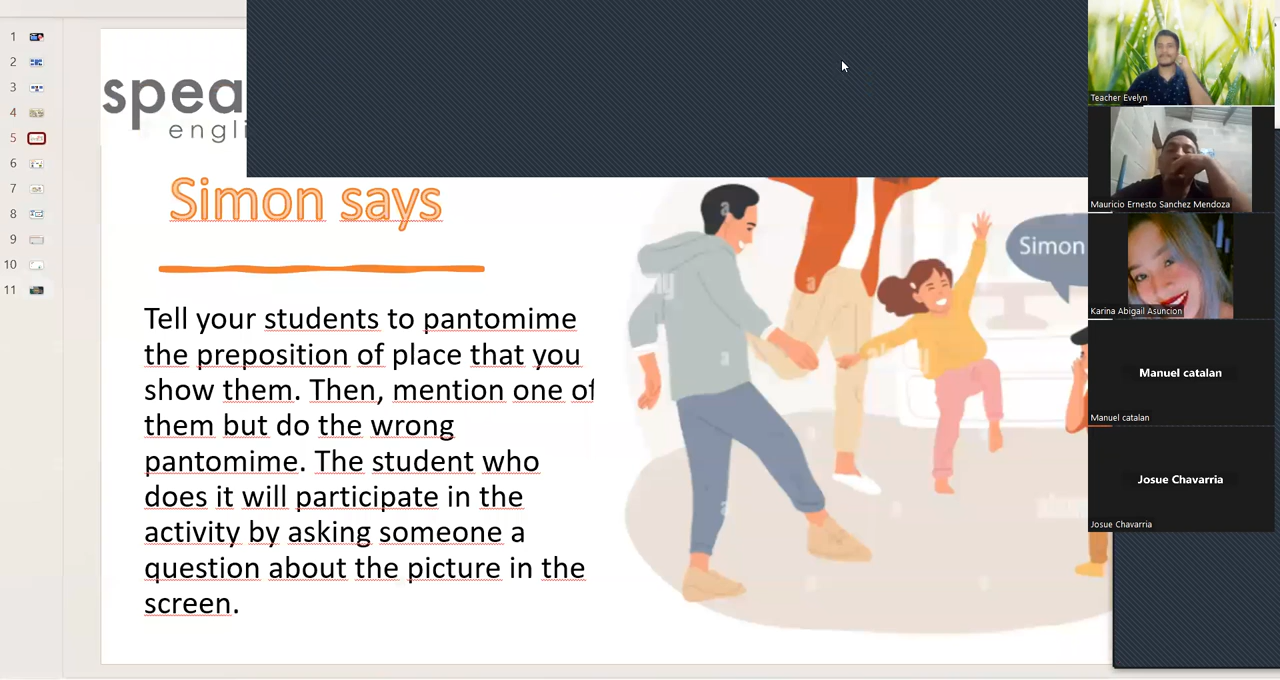 1
2
3
4
5
6
7
8
9
10
11
spea
engli
Simon says
Tell your students to pantomime
the preposition of place that you
show them. Then, mention one of
them but do the wrong
pantomime. The student who
does it will participate in the
activity by asking someone a
question about the picture in the
screen.
Simon
a
a
a
Teacher Evelyn
Mauricio Ernesto Sanchez Mendoza
Karina Abigail Asuncion
Manuel catalan
Manuel catalan
Josue Chavarria
Josue Chavarria